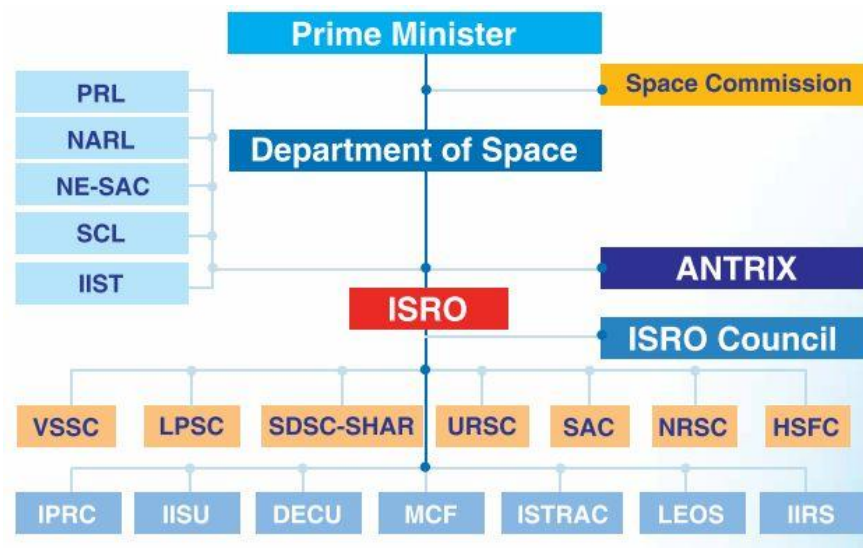 Prime Minister
Space Commission
PRL
NARL
NE-SAC
SCL
IIST
Department of Space
ANTRIX
ISRO
ISRO Council
VSSC
LPSC
SDSC-SHAR
URSC
SAC
NRSC
HSFC
IPRC
IISU
DECU
MCF
ISTRAC
LEOS
IIRS